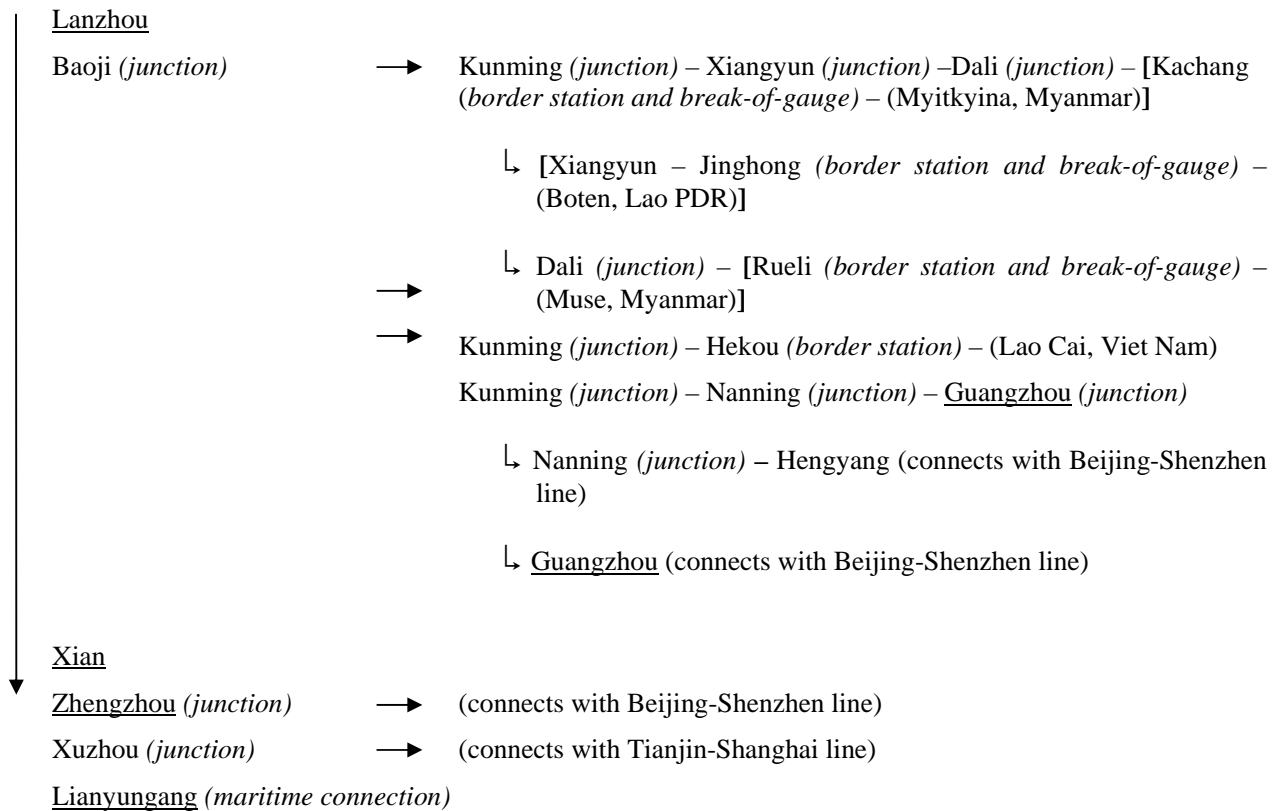 Lanzhou
Baoji (junction) → Kunming (junction) – Xiangyun (junction) –Dali (junction) – [Kachang
(border station and break-of-gauge) – (Myitkyina, Myanmar)]
↳ [Xiangyun – Jinghong (border station and break-of-gauge) –
(Boten, Lao PDR)]
↳ Dali (junction) – [Rueli (border station and break-of-gauge) –
(Muse, Myanmar)]
→
→ Kunming (junction) – Hekou (border station) – (Lao Cai, Viet Nam)
Kunming (junction) – Nanning (junction) – Guangzhou (junction)
↳ Nanning (junction) – Hengyang (connects with Beijing-Shenzhen
line)
↳ Guangzhou (connects with Beijing-Shenzhen line)
Xian
Zhengzhou (junction) → (connects with Beijing-Shenzhen line)
Xuzhou (junction) → (connects with Tianjin-Shanghai line)
Lianyungang (maritime connection)